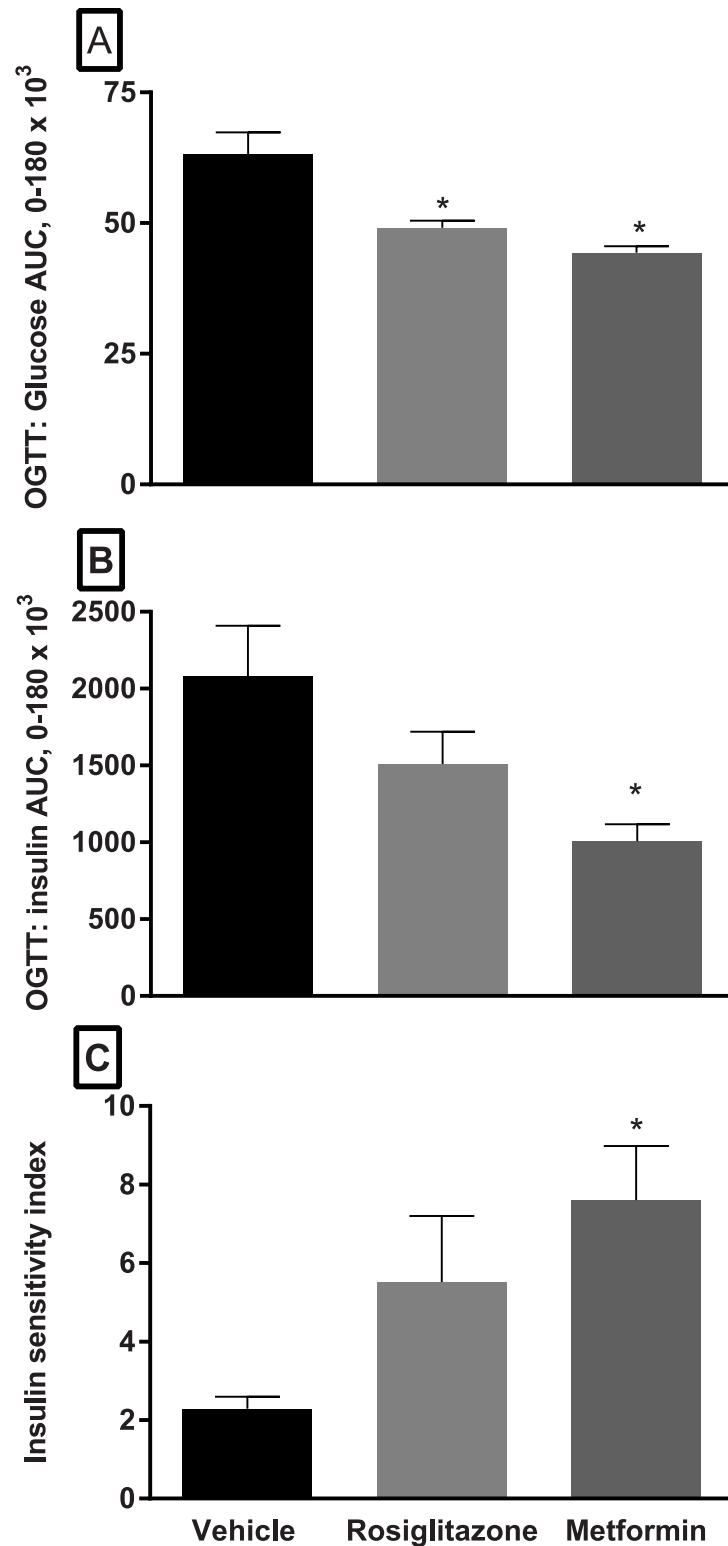 A
OGTT: Glucose AUC, 0-180 x 10³
75
50
25
0
*
*
B
OGTT: insulin AUC, 0-180 x 10³
2500
2000
1500
1000
500
0
*
C
Insulin sensitivity index
10
8
6
4
2
0
*
Vehicle Rosiglitazone Metformin